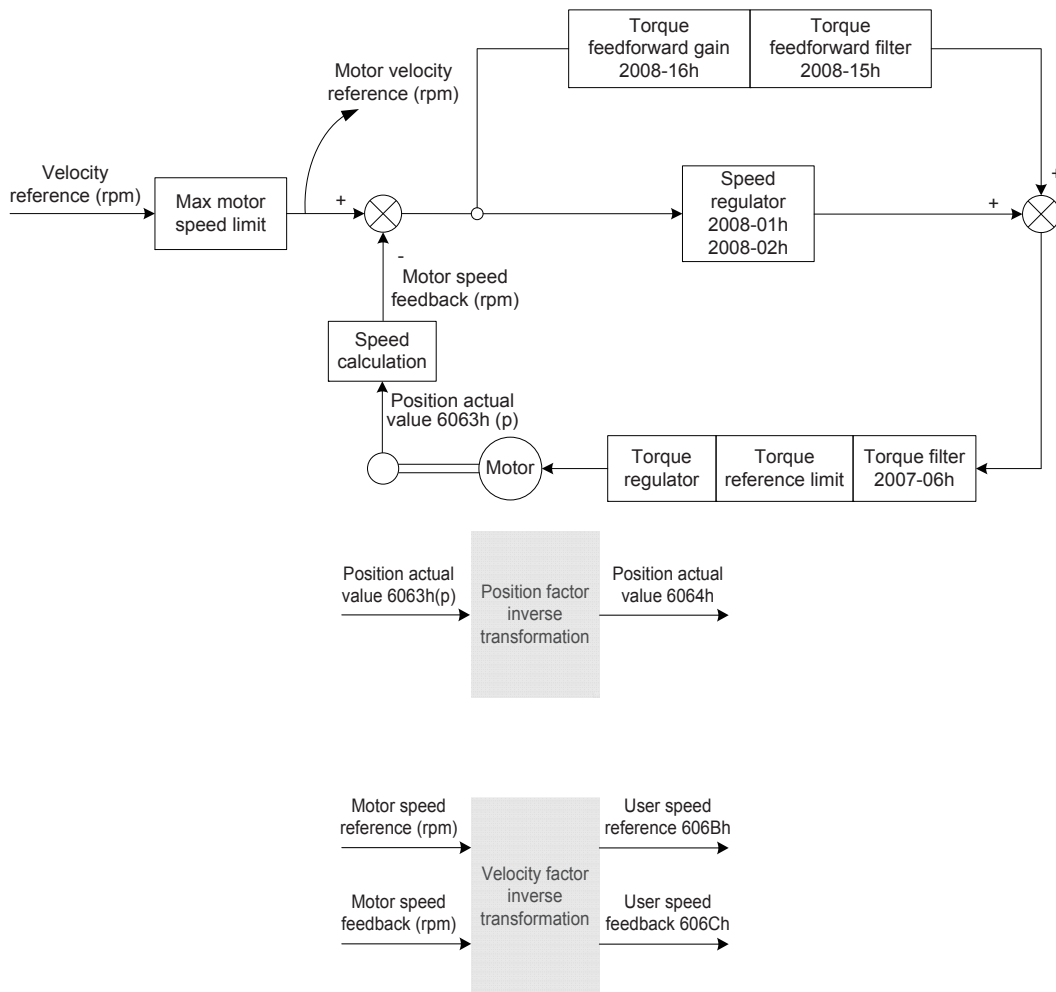 Torque
feedforward gain
2008-16h
Torque
feedforward filter
2008-15h
Motor velocity
reference (rpm)
Velocity
reference (rpm)
Max motor
speed limit
+
Speed
regulator
2008-01h
2008-02h
+
+
-
Motor speed
feedback (rpm)
Speed
calculation
Position actual
value 6063h (p)
Motor
Torque
regulator
Torque
reference limit
Torque filter
2007-06h
Position actual
value 6063h(p)
Position factor
inverse
transformation
Position actual
value 6064h
Motor speed
reference (rpm)
Motor speed
feedback (rpm)
Velocity factor
inverse
transformation
User speed
reference 606Bh
User speed
feedback 606Ch